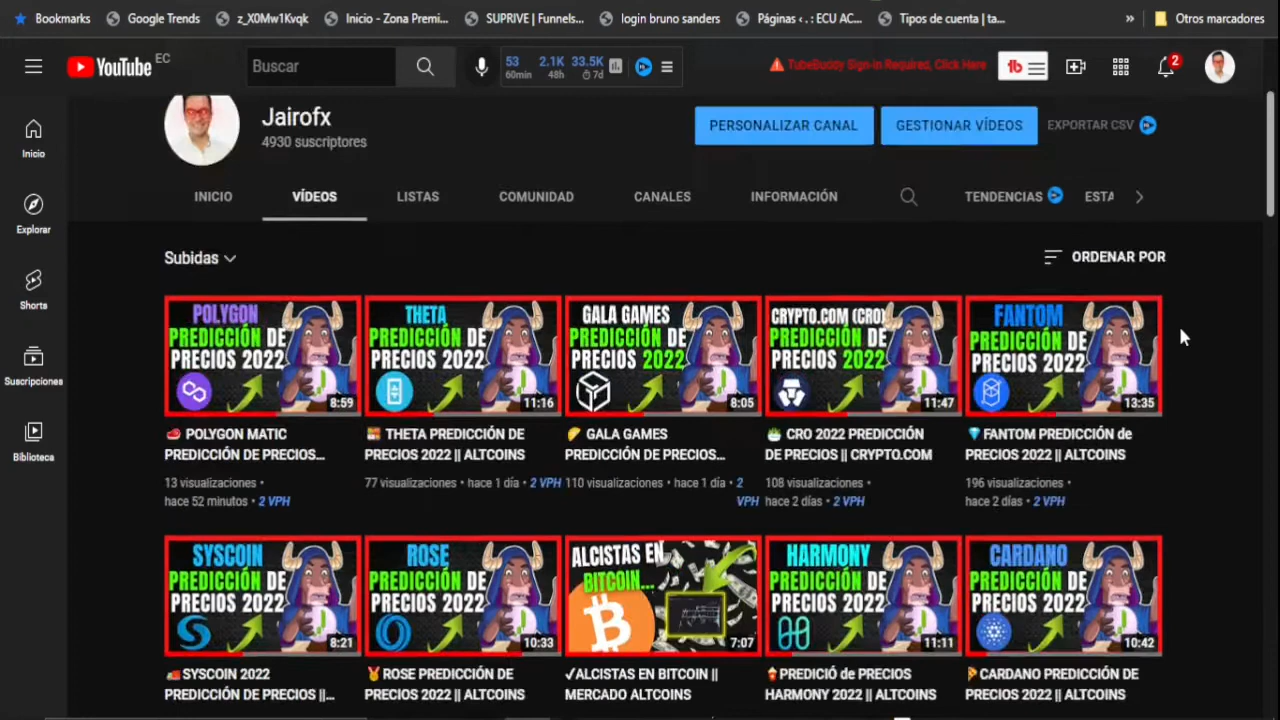 Bookmarks Google Trends z_X0Mw1Kvqk Inicio - Zona Premi... SUPRIVE | Funnels... login bruno sanders Páginas ‹ . : ECU AC... Tipos de cuenta | ta... » Otros marcadores
YouTube EC
Buscar
53 2.1K 33.5K
60min 48h 7d
TubeBuddy Sign-In Required, Click Here
tb
2
Jairofx
4930 suscriptores
PERSONALIZAR CANAL GESTIONAR VÍDEOS EXPORTAR CSV
Inicio
Explorar
Shorts
Suscripciones
Biblioteca
INICIO VÍDEOS LISTAS COMUNIDAD CANALES INFORMACIÓN TENDENCIAS ESTA
Subidas ORDENAR POR
POLYGON
PREDICCIÓN DE
PRECIOS 2022
8:59
THETA
PREDICCIÓN DE
PRECIOS 2022
11:16
GALA GAMES
PREDICCIÓN DE
PRECIOS 2022
8:05
CRYPTO.COM (CRO)
PREDICCIÓN DE
PRECIOS 2022
11:47
FANTOM
PREDICCIÓN DE
PRECIOS 2022
13:35
🥩 POLYGON MATIC
PREDICCIÓN DE PRECIOS...
13 visualizaciones •
hace 52 minutos • 2 VPH
🍱 THETA PREDICCIÓN DE
PRECIOS 2022 || ALTCOINS
77 visualizaciones • hace 1 día • 2 VPH
🌮 GALA GAMES
PREDICCIÓN DE PRECIOS...
110 visualizaciones • hace 1 día • 2
VPH
CRO 2022 PREDICCIÓN
DE PRECIOS || CRYPTO.COM
108 visualizaciones •
hace 2 días • 2 VPH
💎FANTOM PREDICCIÓN de
PRECIOS 2022 || ALTCOINS
196 visualizaciones •
hace 2 días • 2 VPH
SYSCOIN
PREDICCIÓN DE
PRECIOS 2022
8:21
ROSE
PREDICCIÓN DE
PRECIOS 2022
10:33
ALCISTAS EN
BITCOIN...
7:07
HARMONY
PREDICCIÓN DE
PRECIOS 2022
11:11
CARDANO
PREDICCIÓN DE
PRECIOS 2022
10:42
SYSCOIN 2022
PREDICCIÓN DE PRECIOS ||...
🏅ROSE PREDICCIÓN DE
PRECIOS 2022 || ALTCOINS
✓ALCISTAS EN BITCOIN ||
MERCADO ALTCOINS
🍿PREDICIÓ de PRECIOS
HARMONY 2022 || ALTCOINS
🍕CARDANO PREDICCIÓN DE
PRECIOS 2022 || ALTCOINS